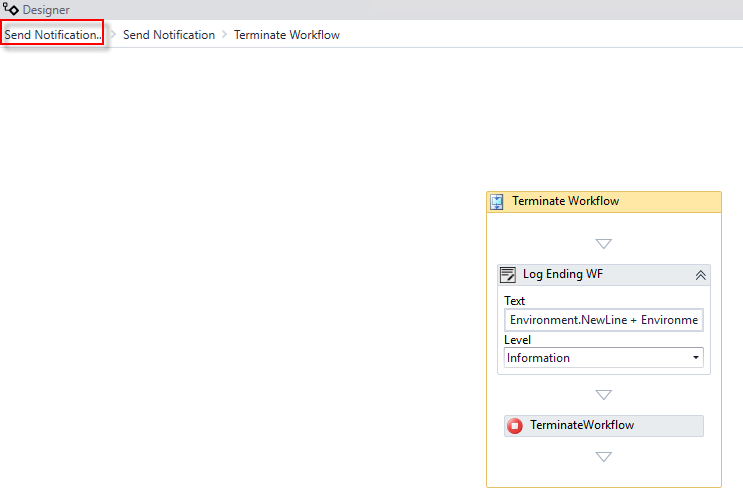 Designer
Send Notification.. Send Notification Terminate Workflow
Terminate Workflow
Log Ending WF
Text
Environment.NewLine + Environme
Level
Information
TerminateWorkflow